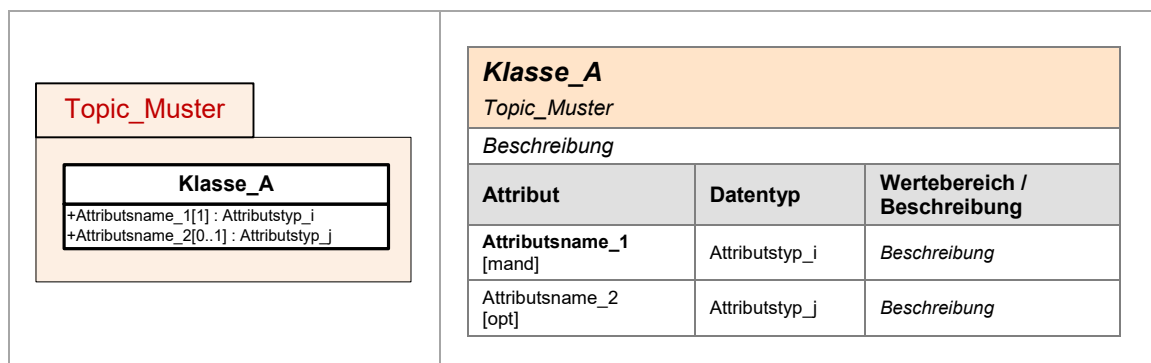 Topic_Muster
Klasse_A
+Attributsname_1[1] : Attributstyp_i
+Attributsname_2[0..1] : Attributstyp_j
Klasse_A
Topic_Muster
Beschreibung
Attribut Datentyp Wertebereich /
Beschreibung
Attributsname_1
[mand] Attributstyp_i Beschreibung
Attributsname_2
[opt] Attributstyp_j Beschreibung